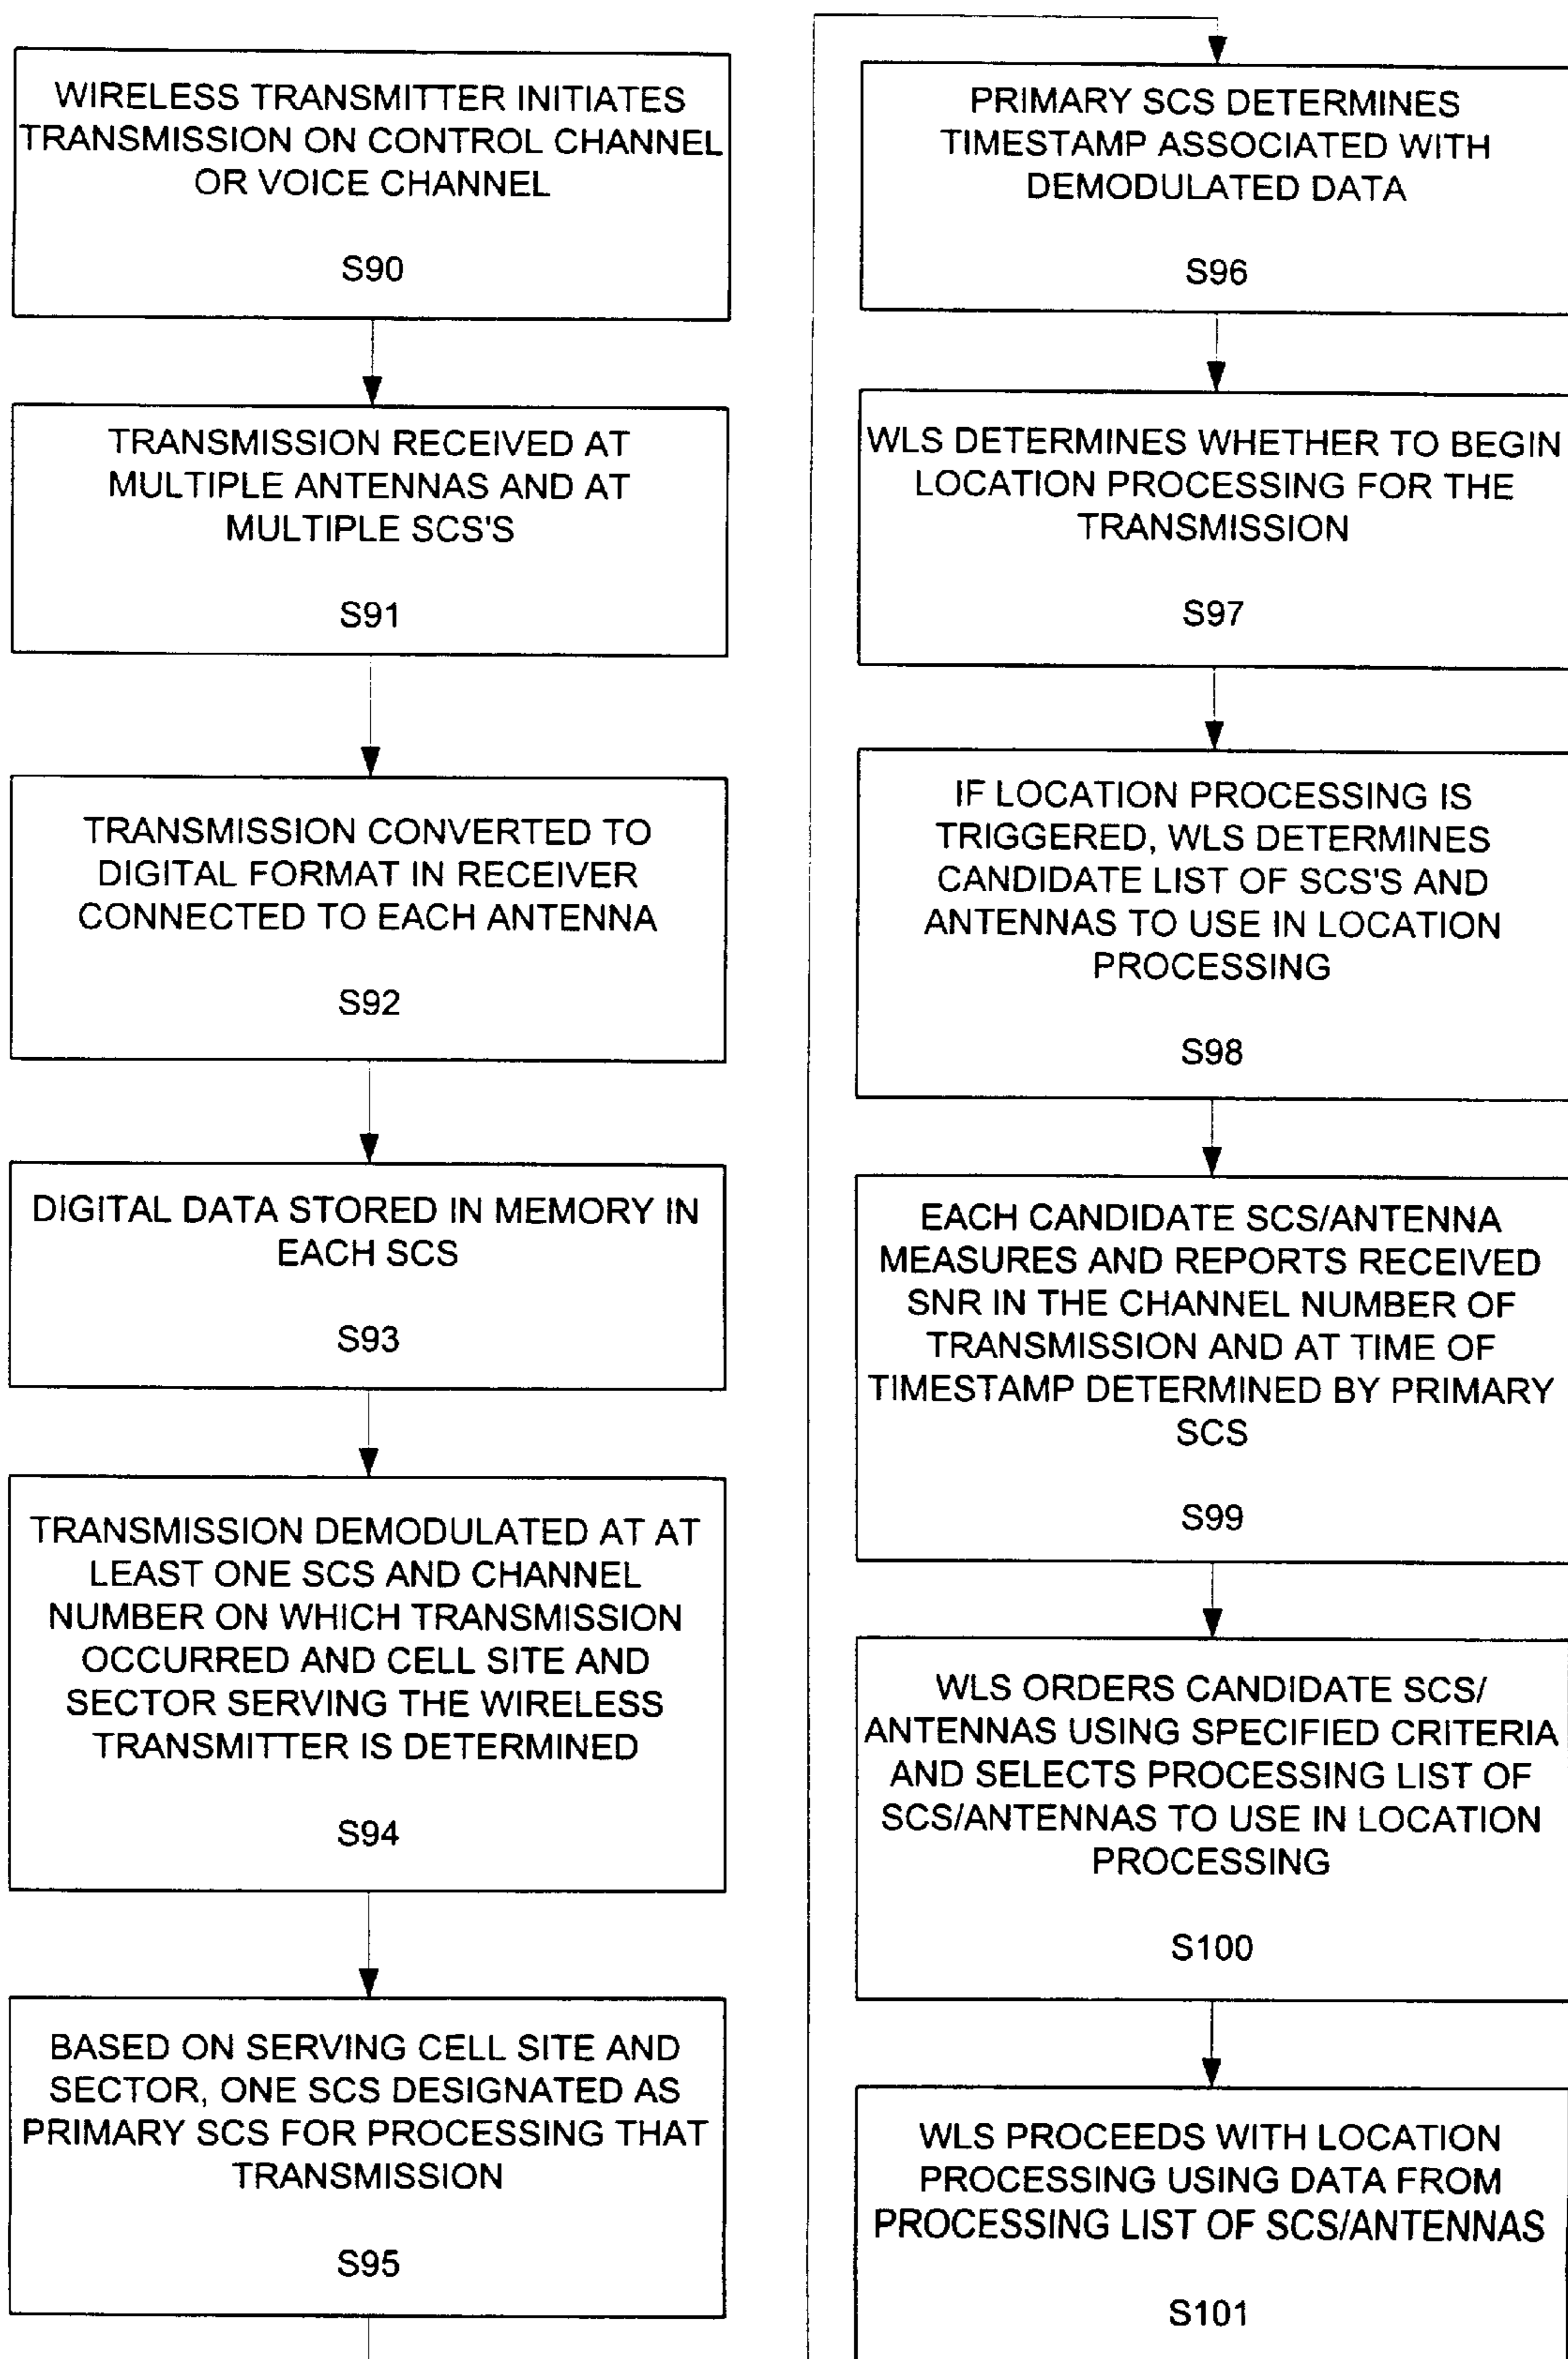 WIRELESS TRANSMITTER INITIATES
TRANSMISSION ON CONTROL CHANNEL
OR VOICE CHANNEL
S90
TRANSMISSION RECEIVED AT
MULTIPLE ANTENNAS AND AT
MULTIPLE SCS'S
S91
TRANSMISSION CONVERTED TO
DIGITAL FORMAT IN RECEIVER
CONNECTED TO EACH ANTENNA
S92
DIGITAL DATA STORED IN MEMORY IN
EACH SCS
S93
TRANSMISSION DEMODULATED AT AT
LEAST ONE SCS AND CHANNEL
NUMBER ON WHICH TRANSMISSION
OCCURRED AND CELL SITE AND
SECTOR SERVING THE WIRELESS
TRANSMITTER IS DETERMINED
S94
BASED ON SERVING CELL SITE AND
SECTOR, ONE SCS DESIGNATED AS
PRIMARY SCS FOR PROCESSING THAT
TRANSMISSION
S95
PRIMARY SCS DETERMINES
TIMESTAMP ASSOCIATED WITH
DEMODULATED DATA
S96
WLS DETERMINES WHETHER TO BEGIN
LOCATION PROCESSING FOR THE
TRANSMISSION
S97
IF LOCATION PROCESSING IS
TRIGGERED, WLS DETERMINES
CANDIDATE LIST OF SCS'S AND
ANTENNAS TO USE IN LOCATION
PROCESSING
S98
EACH CANDIDATE SCS/ANTENNA
MEASURES AND REPORTS RECEIVED
SNR IN THE CHANNEL NUMBER OF
TRANSMISSION AND AT TIME OF
TIMESTAMP DETERMINED BY PRIMARY
SCS
S99
WLS ORDERS CANDIDATE SCS/
ANTENNAS USING SPECIFIED CRITERIA
AND SELECTS PROCESSING LIST OF
SCS/ANTENNAS TO USE IN LOCATION
PROCESSING
S100
WLS PROCEEDS WITH LOCATION
PROCESSING USING DATA FROM
PROCESSING LIST OF SCS/ANTENNAS
S101